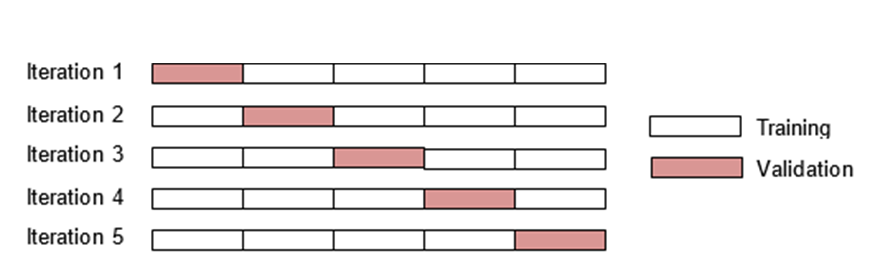 Iteration 1
Iteration 2
Iteration 3
Iteration 4
Iteration 5
Training
Validation